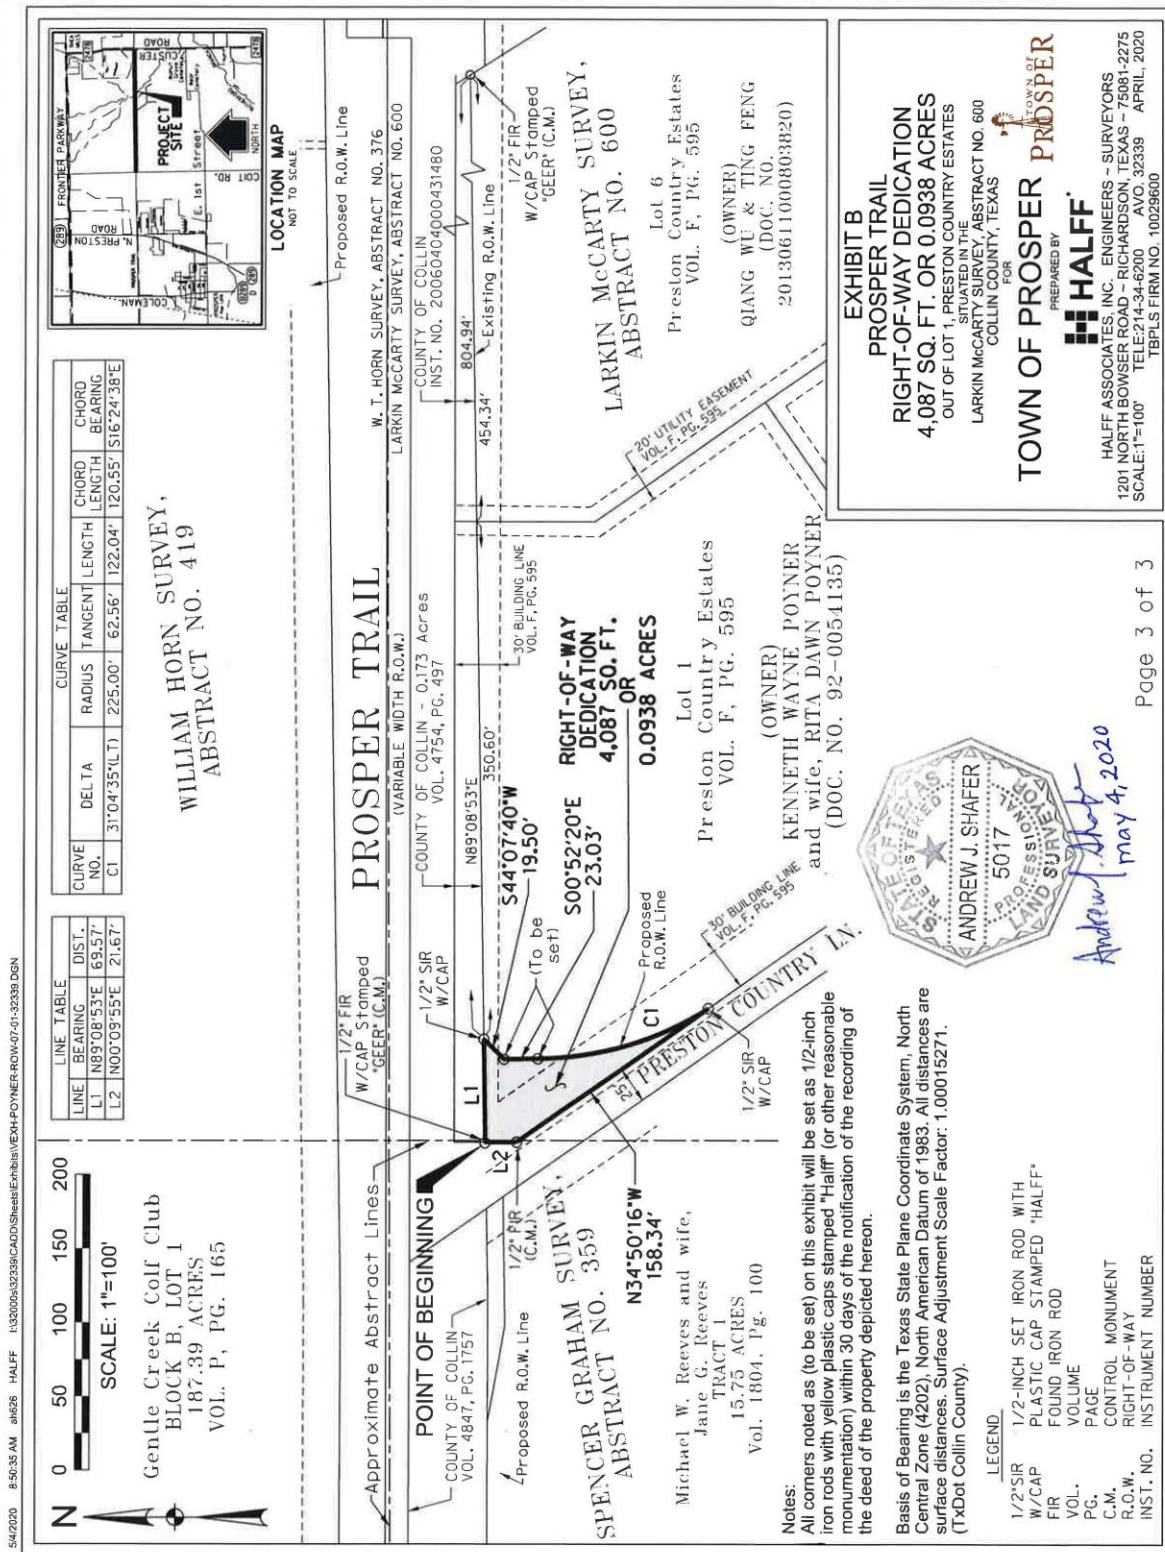 5/4/2020 8:50:35 AM ah626 HALFF I:\32000s\32339\CADD\Sheets\Exhibits\VEXH-POYNER-ROW-07-01-32339.DGN
N
0 50 100 150 200
SCALE: 1"=100'
Gentle Creek Golf Club
BLOCK B, LOT 1
187.39 ACRES
VOL. P, PG. 165
LINE TABLE
LINE BEARING DIST.
L1 N89°08'53"E 69.57'
L2 N00°09'55"E 21.67'
CURVE TABLE
CURVE NO. DELTA RADIUS TANGENT LENGTH CHORD LENGTH CHORD BEARING
C1 31°04'35"(LT) 225.00' 62.56' 122.04' 120.55' S16°24'38"E
WILLIAM HORN SURVEY,
ABSTRACT NO. 419
FRONTIER PARKWAY
289
N. PRESTON
ROAD
COLEMAN
PROSPER TRAIL
E. 1st Street
COIT RD.
CUSTER
ROAD
2478
2478
PROJECT
SITE
NORTH
289
LOCATION MAP
NOT TO SCALE
Proposed R.O.W. Line
Approximate Abstract Lines
1/2" FIR
W/CAP Stamped
"GEER" (C.M.)
PROSPER TRAIL
(VARIABLE WIDTH R.O.W.)
W. T. HORN SURVEY, ABSTRACT NO. 376
LARKIN McCARTY SURVEY, ABSTRACT NO. 600
POINT OF BEGINNING
COUNTY OF COLLIN
VOL. 4847, PG. 1757
Proposed R.O.W. Line
1/2" SIR
W/CAP
COUNTY OF COLLIN - 0.173 Acres
VOL. 4754, PG. 497
COUNTY OF COLLIN
INST. NO. 20060404000431480
N89°08'53"E
350.60'
454.34'
804.94'
Existing R.O.W. Line
1/2" FIR
W/CAP Stamped
"GEER" (C.M.)
L1
L2
1/2" FIR
(C.M.)
S44°07'40"W
19.50'
(To be
set)
S00°52'20"E
23.03'
30' BUILDING LINE
VOL. F, PG. 595
RIGHT-OF-WAY
DEDICATION
4,087 SQ. FT.
OR
0.0938 ACRES
Proposed
R.O.W. Line
C1
25'
PRESTON COUNTRY LN.
30' BUILDING LINE
VOL. F, PG. 595
1/2" SIR
W/CAP
N34°50'16"W
158.34'
20' UTILITY EASEMENT
VOL. F, PG. 595
SPENCER GRAHAM SURVEY,
ABSTRACT NO. 359
Michael W. Reeves and wife,
Jane G. Reeves
TRACT 1
15.75 ACRES
Vol. 1804, Pg. 100
Lot 1
Preston Country Estates
VOL. F, PG. 595
(OWNER)
KENNETH WAYNE POYNER
and wife, RITA DAWN POYNER
(DOC. NO. 92-0054135)
LARKIN McCARTY SURVEY,
ABSTRACT NO. 600
Lot 6
Preston Country Estates
VOL. F, PG. 595
(OWNER)
QIANG WU & TING FENG
(DOC. NO.
20130611000803820)
Notes:
All corners noted as (to be set) on this exhibit will be set as 1/2-inch
iron rods with yellow plastic caps stamped "Halff" (or other reasonable
monumentation) within 30 days of the notification of the recording of
the deed of the property depicted hereon.
Basis of Bearing is the Texas State Plane Coordinate System, North
Central Zone (4202), North American Datum of 1983. All distances are
surface distances. Surface Adjustment Scale Factor: 1.00015271.
(TxDot Collin County).
LEGEND
1/2"SIR 1/2-INCH SET IRON ROD WITH
W/CAP PLASTIC CAP STAMPED "HALFF"
FIR FOUND IRON ROD
VOL. VOLUME
PG. PAGE
C.M. CONTROL MONUMENT
R.O.W. RIGHT-OF-WAY
INST. NO. INSTRUMENT NUMBER
STATE OF TEXAS
REGISTERED
ANDREW J. SHAFER
5017
PROFESSIONAL
LAND SURVEYOR
Andrew J. Shafer
may 4, 2020
Page 3 of 3
EXHIBIT B
PROSPER TRAIL
RIGHT-OF-WAY DEDICATION
4,087 SQ. FT. OR 0.0938 ACRES
OUT OF LOT 1, PRESTON COUNTRY ESTATES
SITUATED IN THE
LARKIN McCARTY SURVEY, ABSTRACT NO. 600
COLLIN COUNTY, TEXAS
FOR
TOWN OF PROSPER
TOWN OF
PROSPER
PREPARED BY
HALFF
HALFF ASSOCIATES, INC. ENGINEERS ~ SURVEYORS
1201 NORTH BOWSER ROAD ~ RICHARDSON, TEXAS ~ 75081-2275
SCALE:1"=100' TELE:214-34-6200 AVO. 32339 APRIL, 2020
TBPLS FIRM NO. 10029600